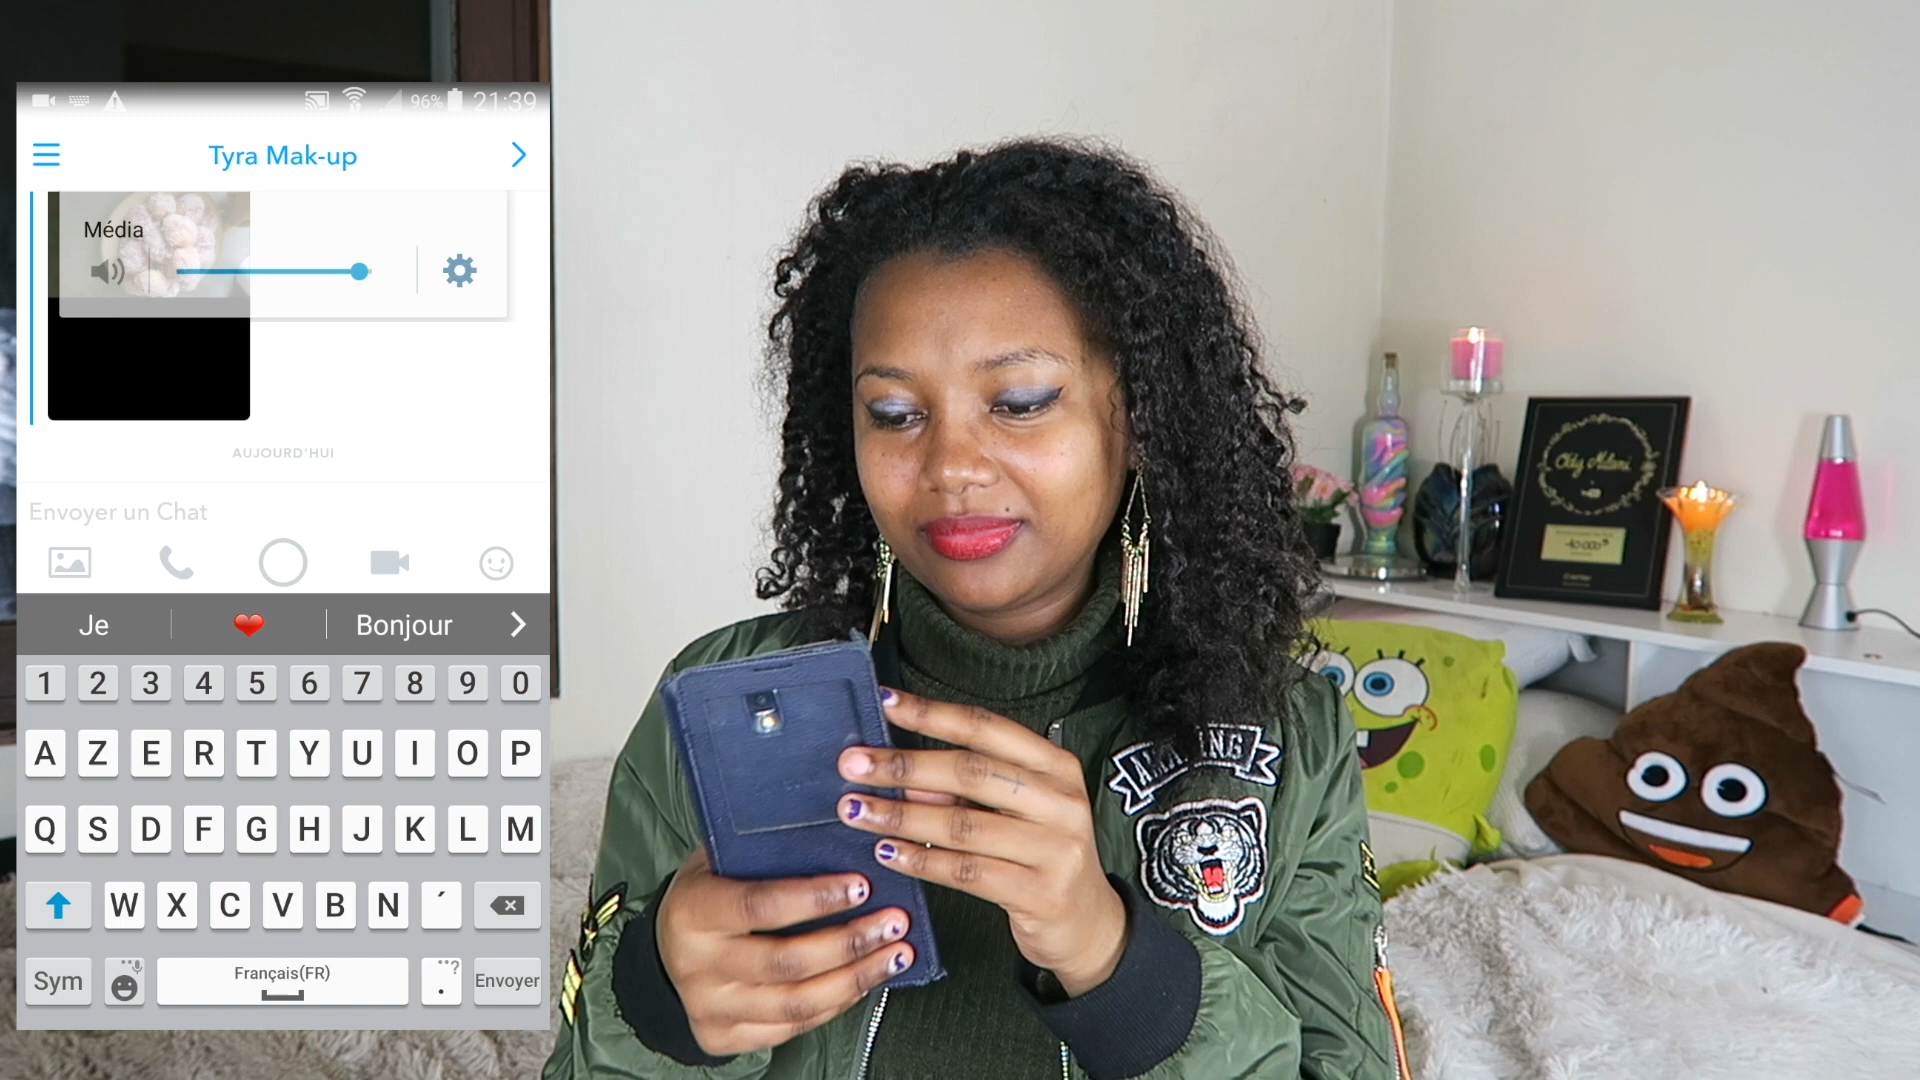 96% 21:39
Tyra Mak-up
Média
AUJOURD'HUI
Envoyer un Chat
Je ❤ Bonjour
1 2 3 4 5 6 7 8 9 0
A Z E R T Y U I O P
Q S D F G H J K L M
W X C V B N ´
Sym Français(FR) ...? . Envoyer
AMAZING